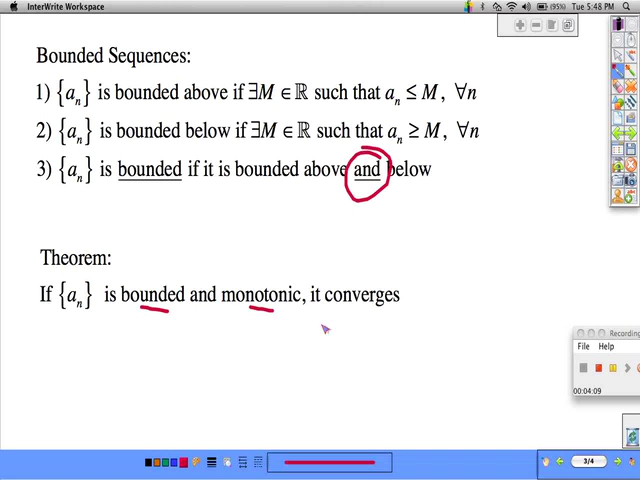 InterWrite Workspace
(95%) Tue 5:48 PM
Bounded Sequences:
1) {aₙ} is bounded above if ∃M ∈ ℝ such that aₙ ≤ M, ∀n
2) {aₙ} is bounded below if ∃M ∈ ℝ such that aₙ ≥ M, ∀n
3) {aₙ} is bounded if it is bounded above and below
Theorem:
If {aₙ} is bounded and monotonic, it converges
Recording
File Help
00:04:09
3/4